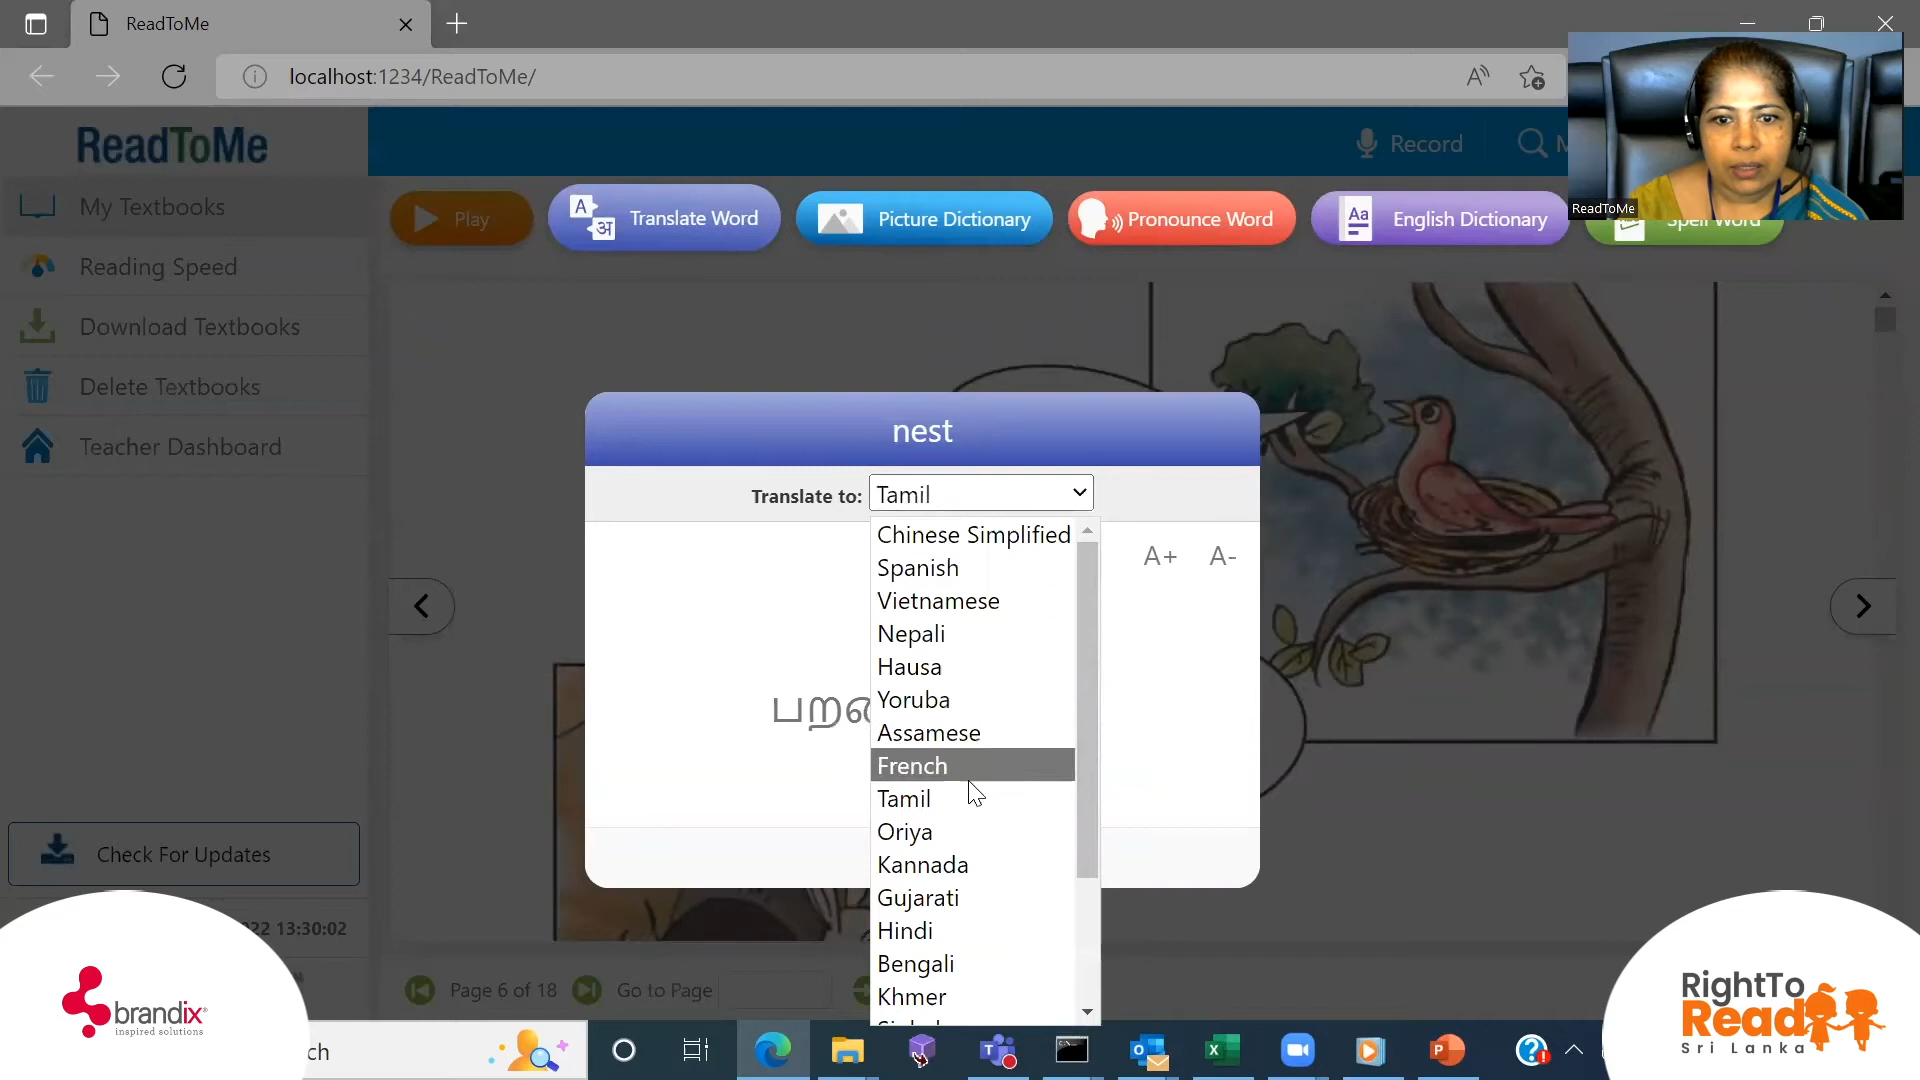 ReadToMe
localhost:1234/ReadToMe/
ReadToMe
Record
My Textbooks
Reading Speed
Download Textbooks
Delete Textbooks
Teacher Dashboard
Check For Updates
Play
Translate Word
Picture Dictionary
Pronounce Word
English Dictionary
Spell Word
ReadToMe
nest
Translate to: Tamil
A+ A-
Chinese Simplified
Spanish
Vietnamese
Nepali
Hausa
Yoruba
Assamese
French
Tamil
Oriya
Kannada
Gujarati
Hindi
Bengali
Khmer
22 13:30:02
Page 6 of 18
Go to Page
brandix
inspired solutions
RightTo
Read
Sri Lanka